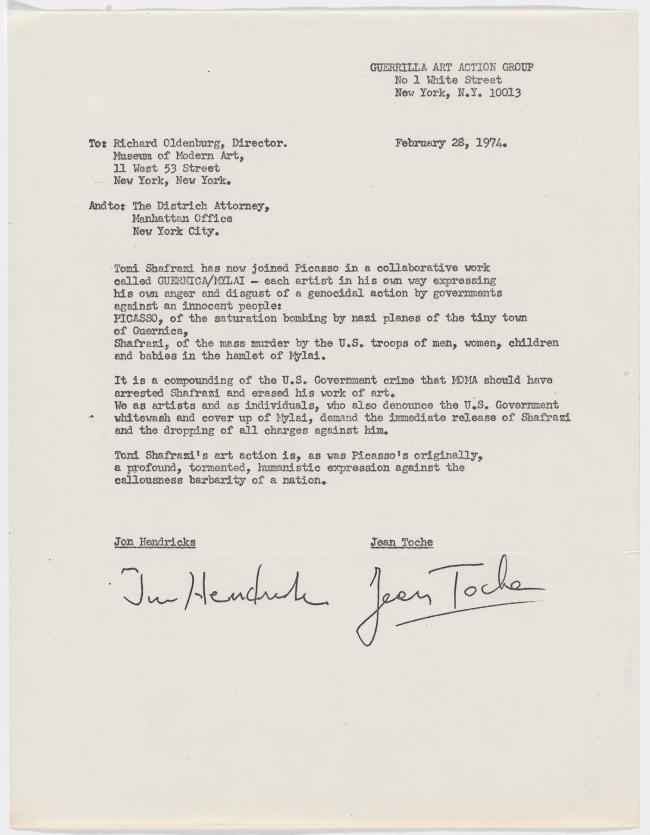 GUERRILLA ART ACTION GROUP
No 1 White Street
New York, N.Y. 10013
To: Richard Oldenburg, Director.
Museum of Modern Art,
11 West 53 Street
New York, New York.
February 28, 1974.
Andto: The Districh Attorney,
Manhattan Office
New York City.
Toni Shafrazi has now joined Picasso in a collaborative work
called GUERNICA/MYLAI - each artist in his own way expressing
his own anger and disgust of a genocidal action by governments
against an innocent people:
PICASSO, of the saturation bombing by nazi planes of the tiny town
of Guernica,
Shafrazi, of the mass murder by the U.S. troops of men, women, children
and babies in the hamlet of Mylai.
It is a compounding of the U.S. Government crime that MOMA should have
arrested Shafrazi and erased his work of art.
We as artists and as individuals, who also denounce the U.S. Government
whitewash and cover up of Mylai, demand the immediate release of Shafrazi
and the dropping of all charges against him.
Toni Shafrazi's art action is, as was Picasso's originally,
a profound, tormented, humanistic expression against the
callousness barbarity of a nation.
Jon Hendricks Jean Toche
Jon Hendricks Jean Toche